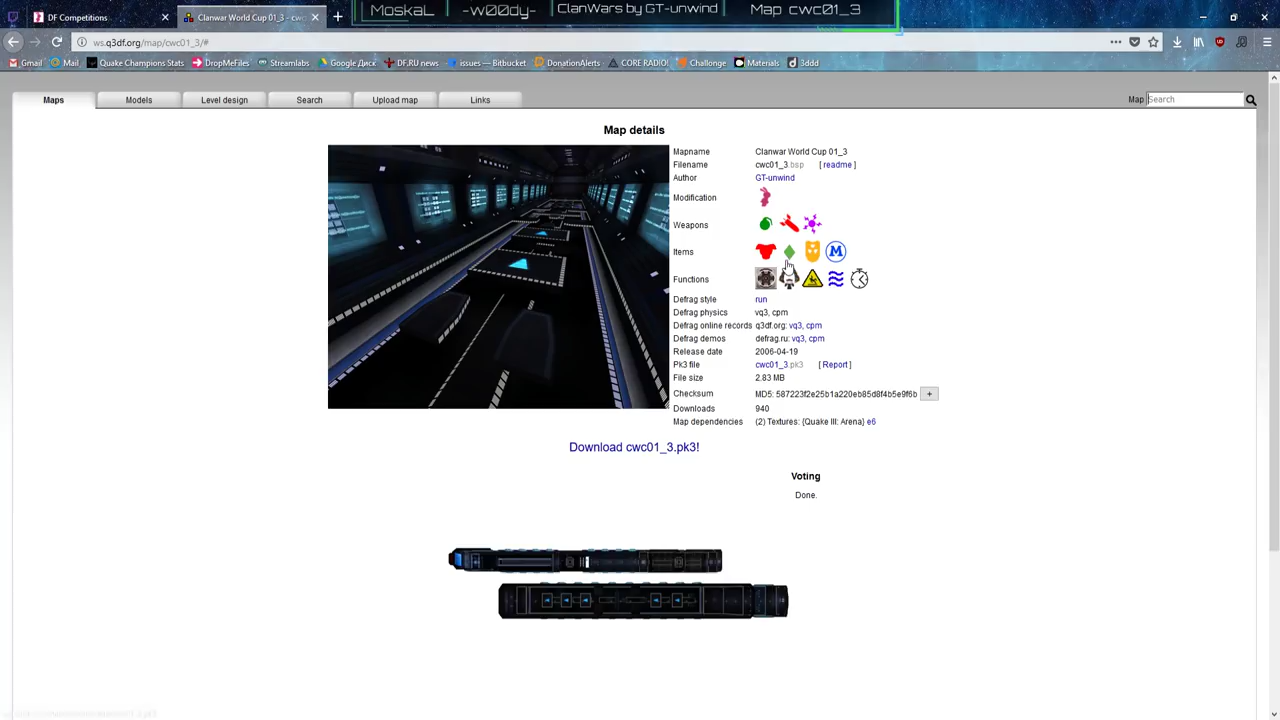 MoskaL -w00dy- ClanWars by GT-unwind Map cwc01_3
DF Competitions
Clanwar World Cup 01_3 - cwc
ws.q3df.org/map/cwc01_3/#
Gmail Mail Quake Champions Stats DropMeFiles Streamlabs Google Диск DF.RU news issues — Bitbucket DonationAlerts CORE RADIO! Challonge Materials 3ddd
Maps Models Level design Search Upload map Links Map Search
Map details
Mapname Clanwar World Cup 01_3
Filename cwc01_3.bsp [ readme ]
Author GT-unwind
Modification
Weapons
Items
M
Functions
Defrag style run
Defrag physics vq3, cpm
Defrag online records q3df.org: vq3, cpm
Defrag demos defrag.ru: vq3, cpm
Release date 2006-04-19
Pk3 file cwc01_3.pk3 [ Report ]
File size 2.83 MB
Checksum MD5: 587223f2e25b1a220eb85d8f4b5e9f6b +
Downloads 940
Map dependencies (2) Textures: {Quake III: Arena} e6
Download cwc01_3.pk3!
Voting
Done.